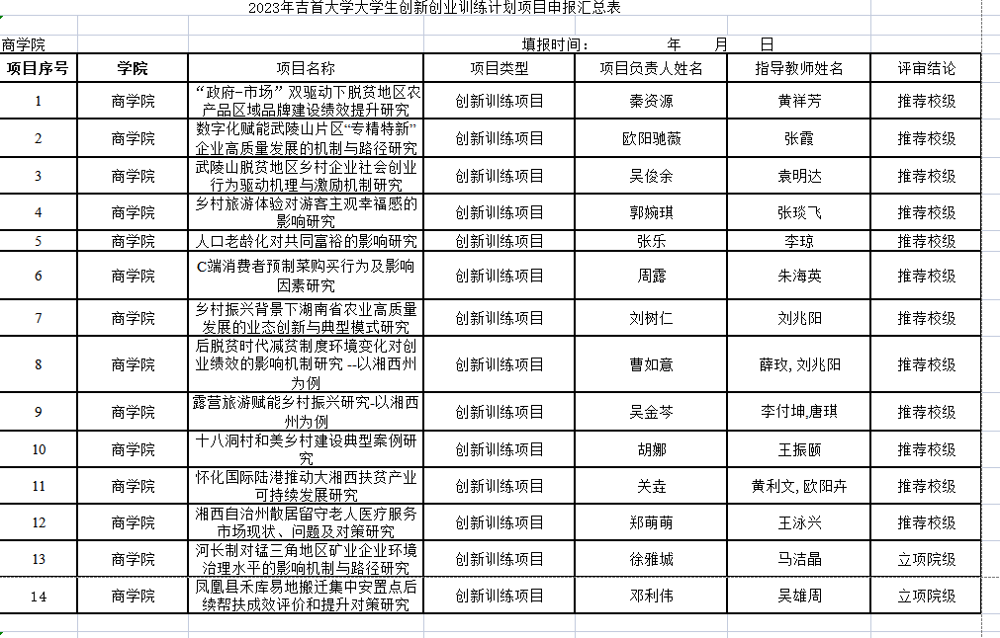 2023年吉首大学大学生创新创业训练计划项目申报汇总表
商学院 填报时间： 年 月 日
项目序号 学院 项目名称 项目类型 项目负责人姓名 指导教师姓名 评审结论
1 商学院 “政府-市场”双驱动下脱贫地区农
产品区域品牌建设绩效提升研究 创新训练项目 秦资源 黄祥芳 推荐校级
2 商学院 数字化赋能武陵山片区“专精特新”
企业高质量发展的机制与路径研究 创新训练项目 欧阳驰薇 张霞 推荐校级
3 商学院 武陵山脱贫地区乡村企业社会创业
行为驱动机理与激励机制研究 创新训练项目 吴俊余 袁明达 推荐校级
4 商学院 乡村旅游体验对游客主观幸福感的
影响研究 创新训练项目 郭婉琪 张琰飞 推荐校级
5 商学院 人口老龄化对共同富裕的影响研究 创新训练项目 张乐 李琼 推荐校级
6 商学院 C端消费者预制菜购买行为及影响
因素研究 创新训练项目 周露 朱海英 推荐校级
7 商学院 乡村振兴背景下湖南省农业高质量
发展的业态创新与典型模式研究 创新训练项目 刘树仁 刘兆阳 推荐校级
8 商学院 后脱贫时代减贫制度环境变化对创
业绩效的影响机制研究 --以湘西州
为例 创新训练项目 曹如意 薛玫, 刘兆阳 推荐校级
9 商学院 露营旅游赋能乡村振兴研究-以湘西
州为例 创新训练项目 吴金芩 李付坤,唐琪 推荐校级
10 商学院 十八洞村和美乡村建设典型案例研
究 创新训练项目 胡娜 王振颐 推荐校级
11 商学院 怀化国际陆港推动大湘西扶贫产业
可持续发展研究 创新训练项目 关垚 黄利文, 欧阳卉 推荐校级
12 商学院 湘西自治州散居留守老人医疗服务
市场现状、问题及对策研究 创新训练项目 郑萌萌 王泳兴 推荐校级
13 商学院 河长制对锰三角地区矿业企业环境
治理水平的影响机制与路径研究 创新训练项目 徐雅城 马洁晶 立项院级
14 商学院 凤凰县禾库易地搬迁集中安置点后
续帮扶成效评价和提升对策研究 创新训练项目 邓利伟 吴雄周 立项院级